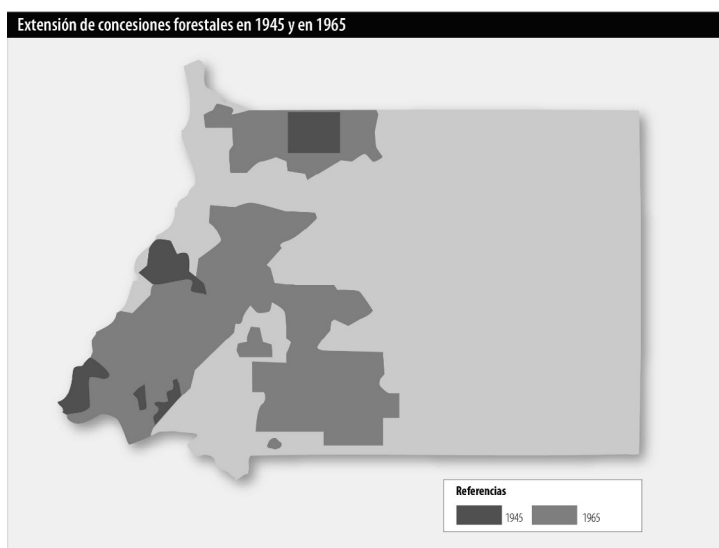 Extensión de concesiones forestales en 1945 y en 1965
Referencias
1945 1965